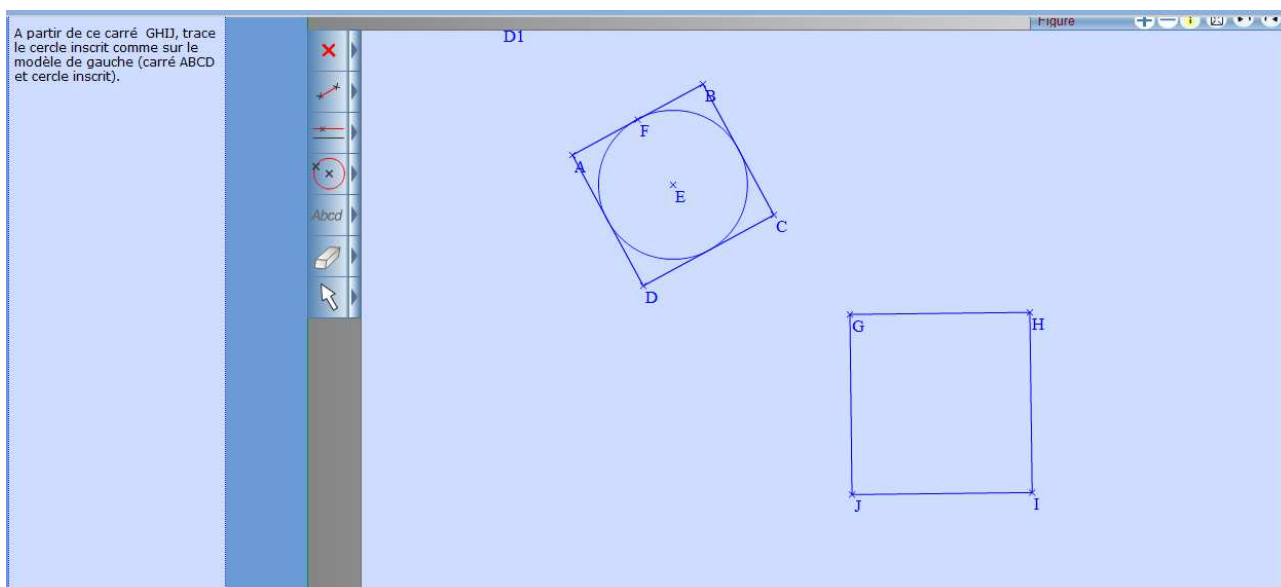 A partir de ce carré GHIJ, trace
le cercle inscrit comme sur le
modèle de gauche (carré ABCD
et cercle inscrit).
Figure
D1
Abcd
B
F
A
E
C
D
G
H
J
I